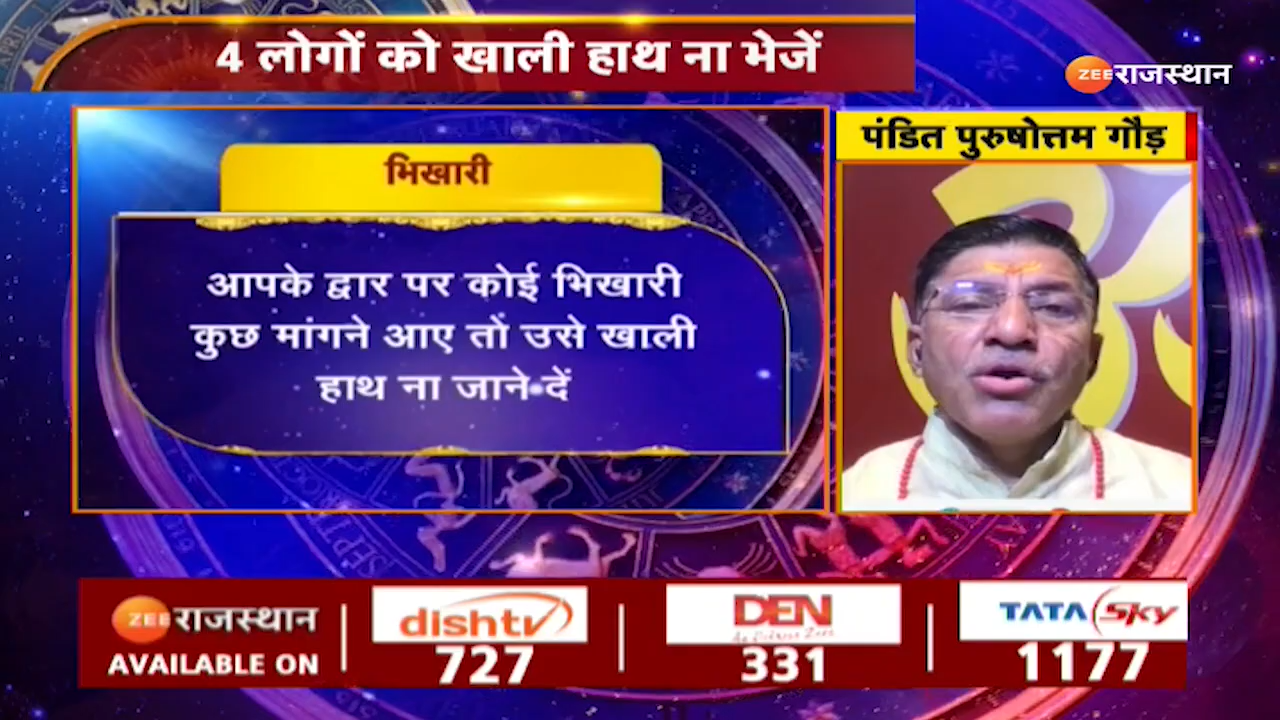 4 लोगों को खाली हाथ ना भेजें
ZEE राजस्थान
भिखारी
पंडित पुरुषोत्तम गौड़
आपके द्वार पर कोई भिखारी
कुछ मांगने आए तों उसे खाली
हाथ ना जाने दें
ZEE राजस्थान
AVAILABLE ON
dishtv
727
DEN
331
TATA Sky
1177